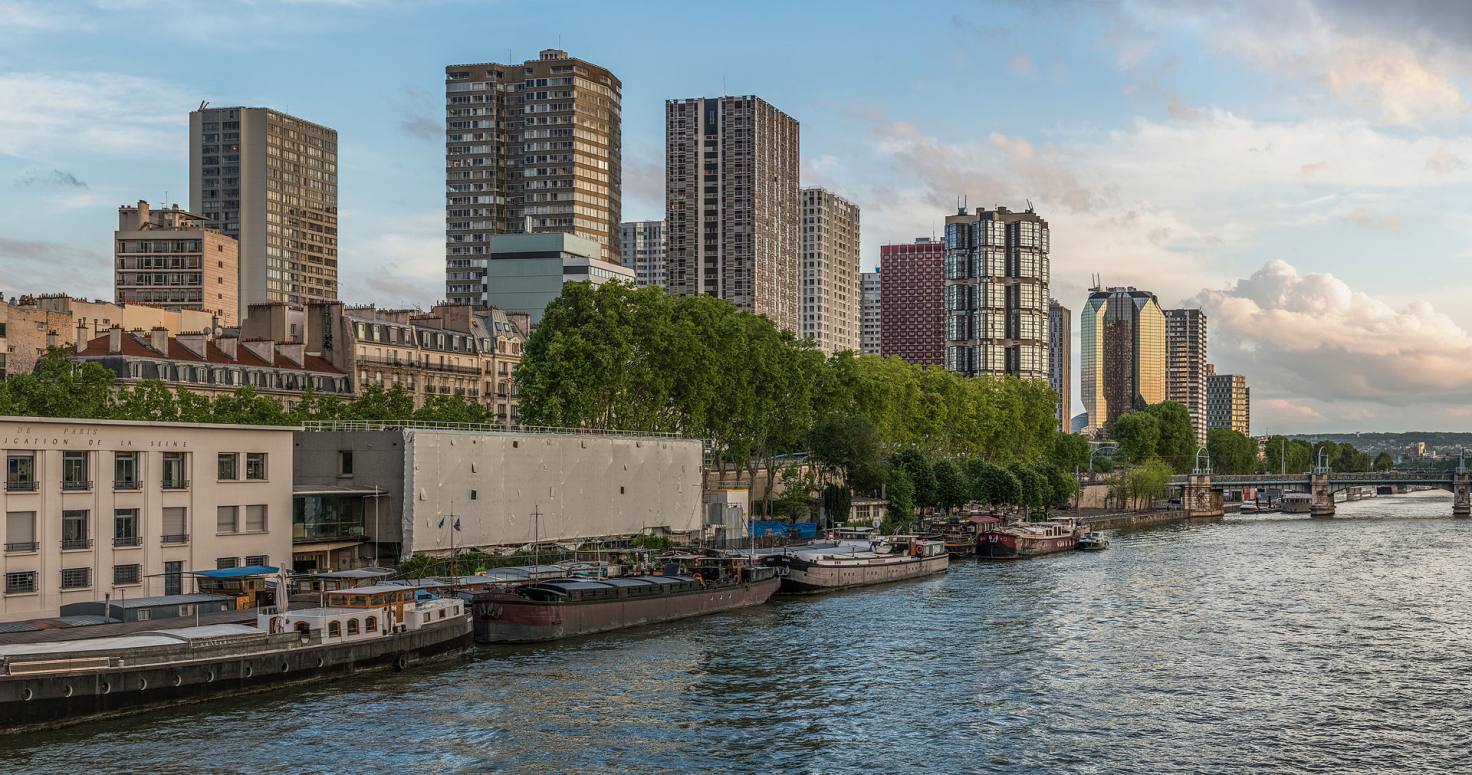 DE PARIS
IGATION DE LA SEINE